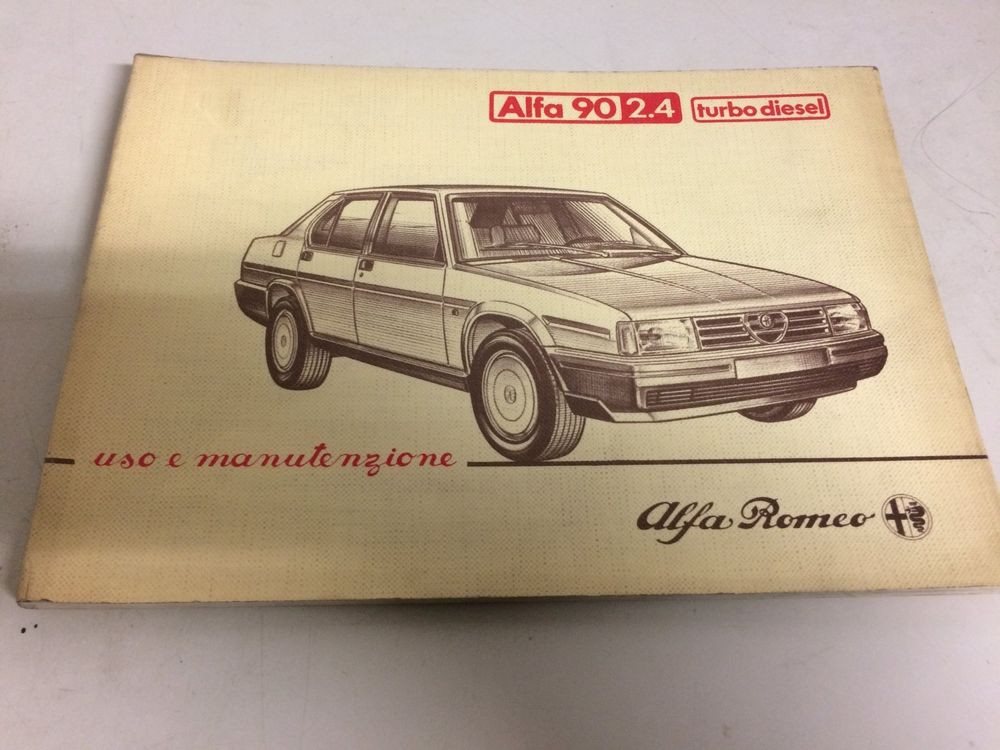 Alfa 90 2.4 turbo diesel
uso e manutenzione
Alfa Romeo